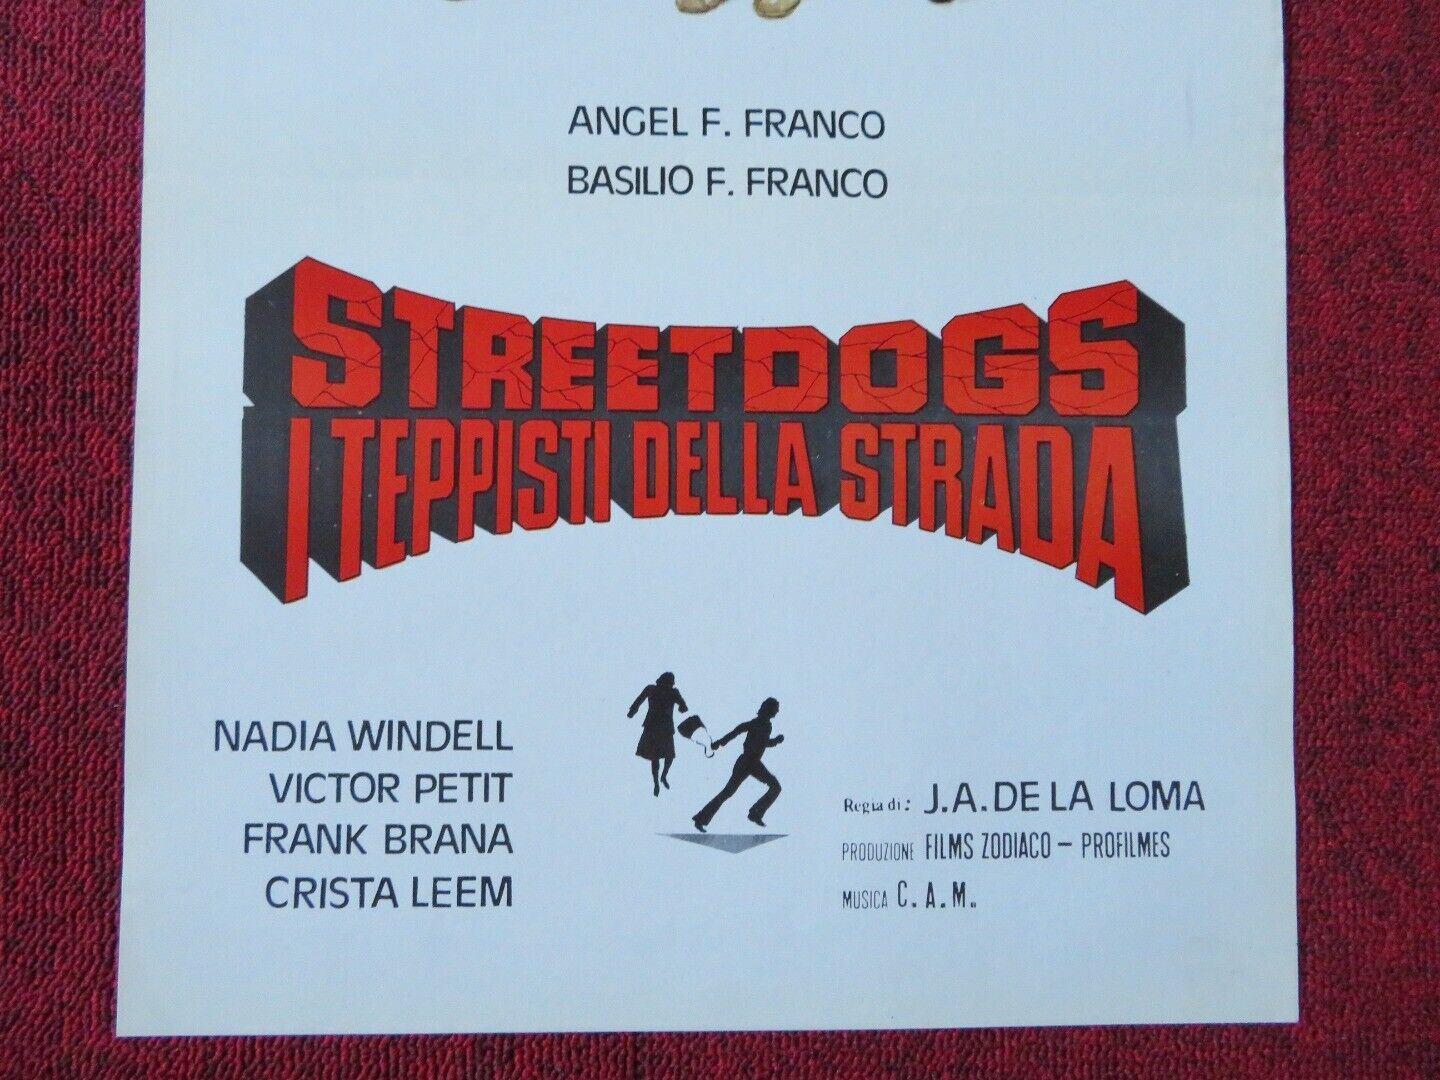 ANGEL F. FRANCO
BASILIO F. FRANCO
STREETDOGS
I TEPPISTI DELLA STRADA
NADIA WINDELL
VICTOR PETIT
FRANK BRANA
CRISTA LEEM
Regia di: J.A. DE LA LOMA
PRODUZIONE FILMS ZODIACO – PROFILMES
MUSICA C. A. M.